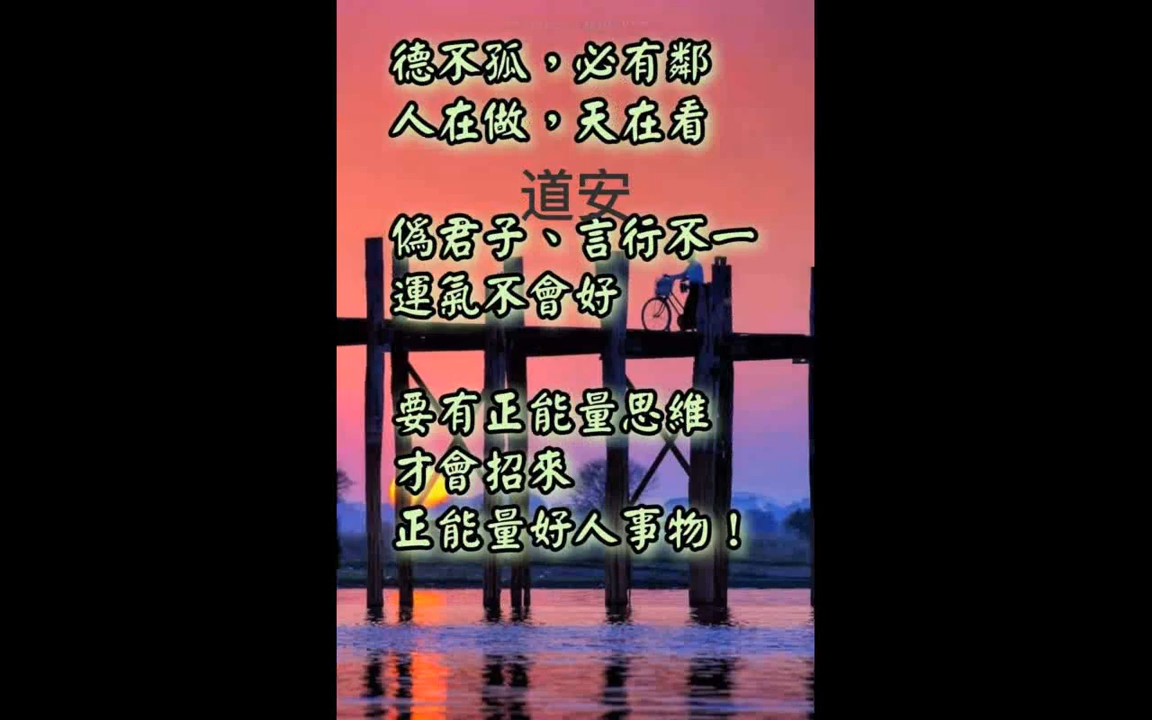 德不孤，必有鄰
人在做，天在看
道安
偽君子、言行不一
運氣不會好
要有正能量思維
才會招來
正能量好人事物！